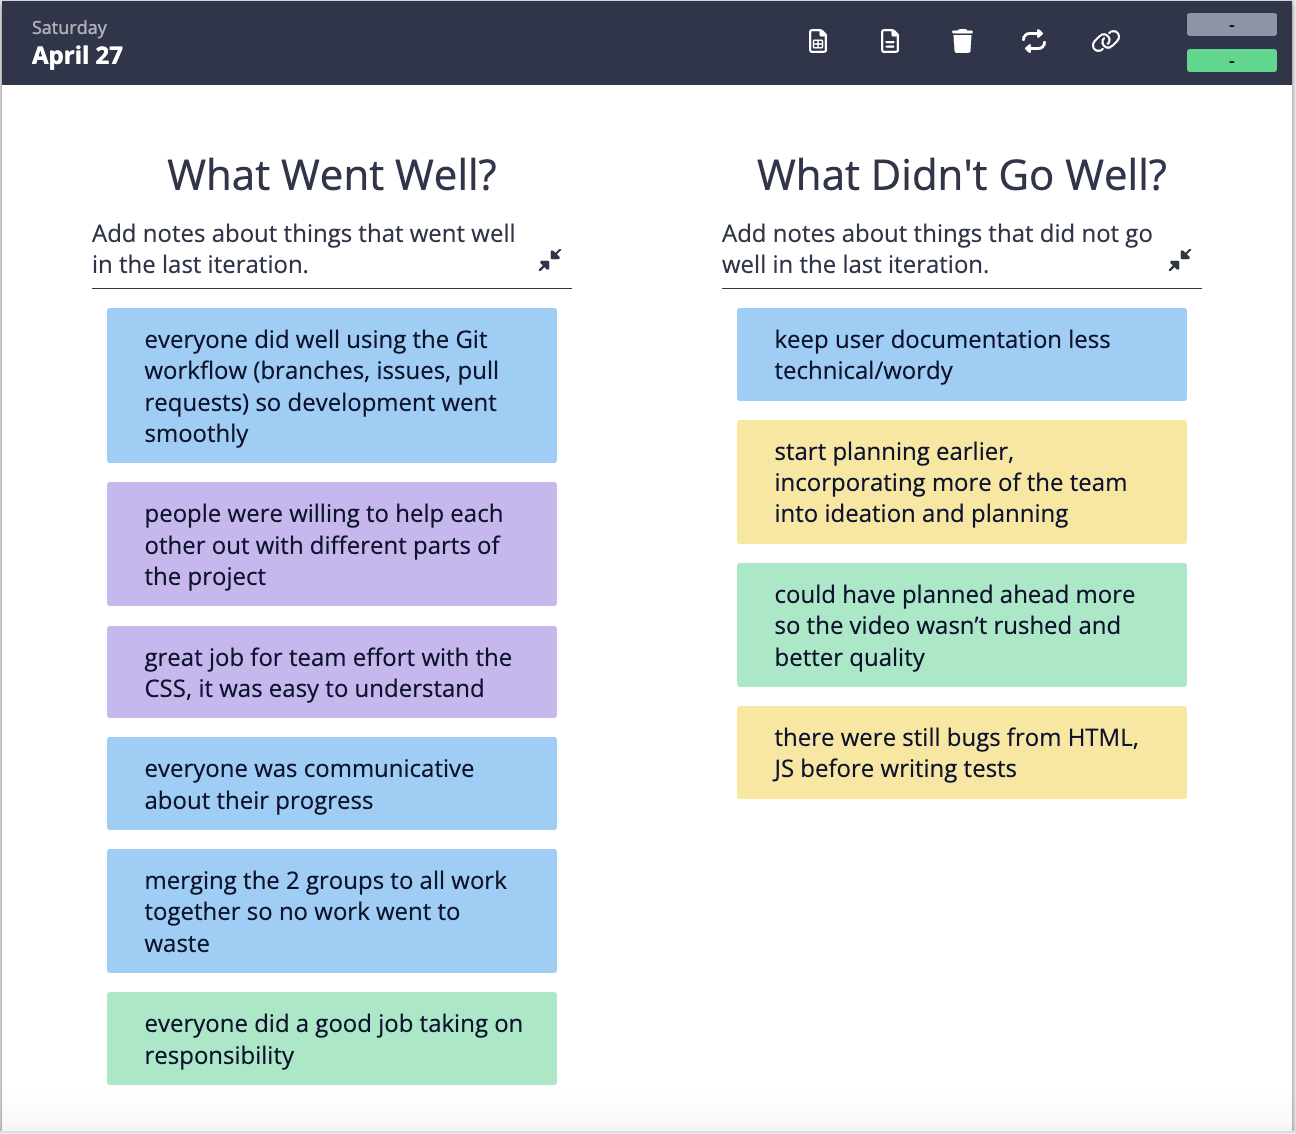 Saturday
April 27
-
-
What Went Well?
Add notes about things that went well
in the last iteration.
everyone did well using the Git
workflow (branches, issues, pull
requests) so development went
smoothly
people were willing to help each
other out with different parts of
the project
great job for team effort with the
CSS, it was easy to understand
everyone was communicative
about their progress
merging the 2 groups to all work
together so no work went to
waste
everyone did a good job taking on
responsibility
What Didn't Go Well?
Add notes about things that did not go
well in the last iteration.
keep user documentation less
technical/wordy
start planning earlier,
incorporating more of the team
into ideation and planning
could have planned ahead more
so the video wasn’t rushed and
better quality
there were still bugs from HTML,
JS before writing tests